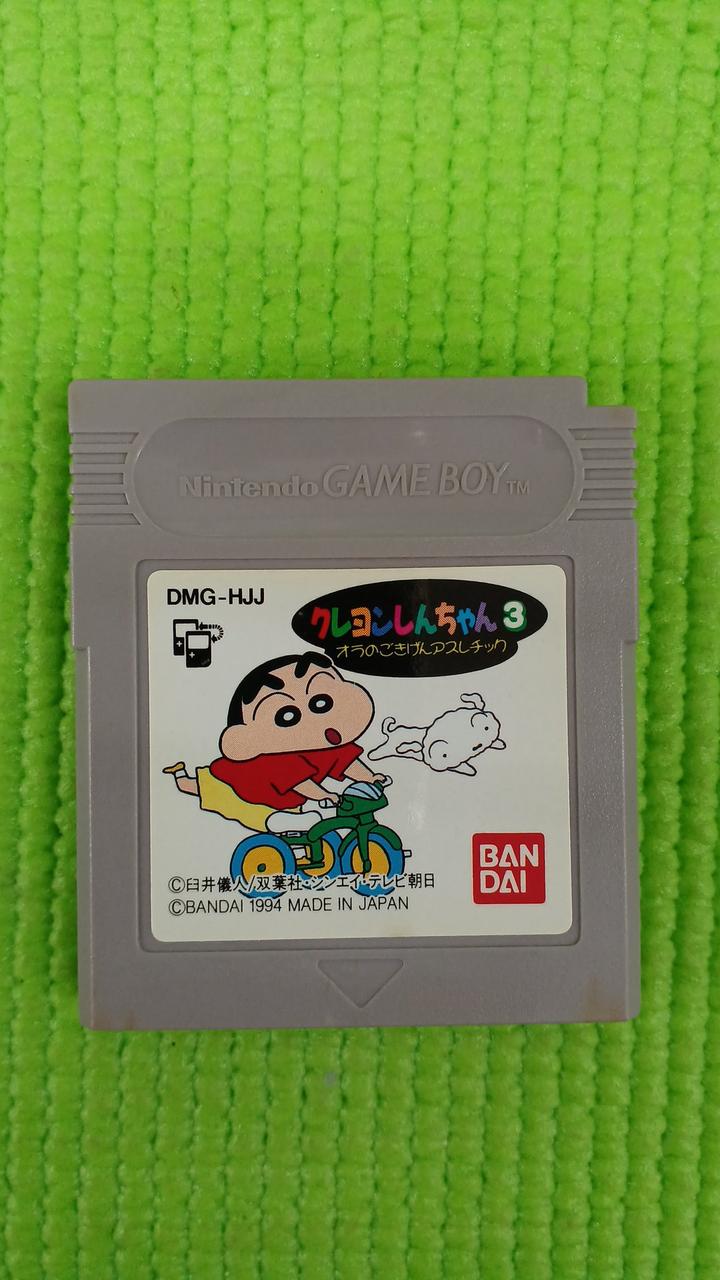 Nintendo GAME BOY TM
DMG-HJJ
クレヨンしんちゃん3
オラのごきげんアスレチック
©臼井儀人/双葉社・シンエイ・テレビ朝日
©BANDAI 1994 MADE IN JAPAN
BAN
DAI